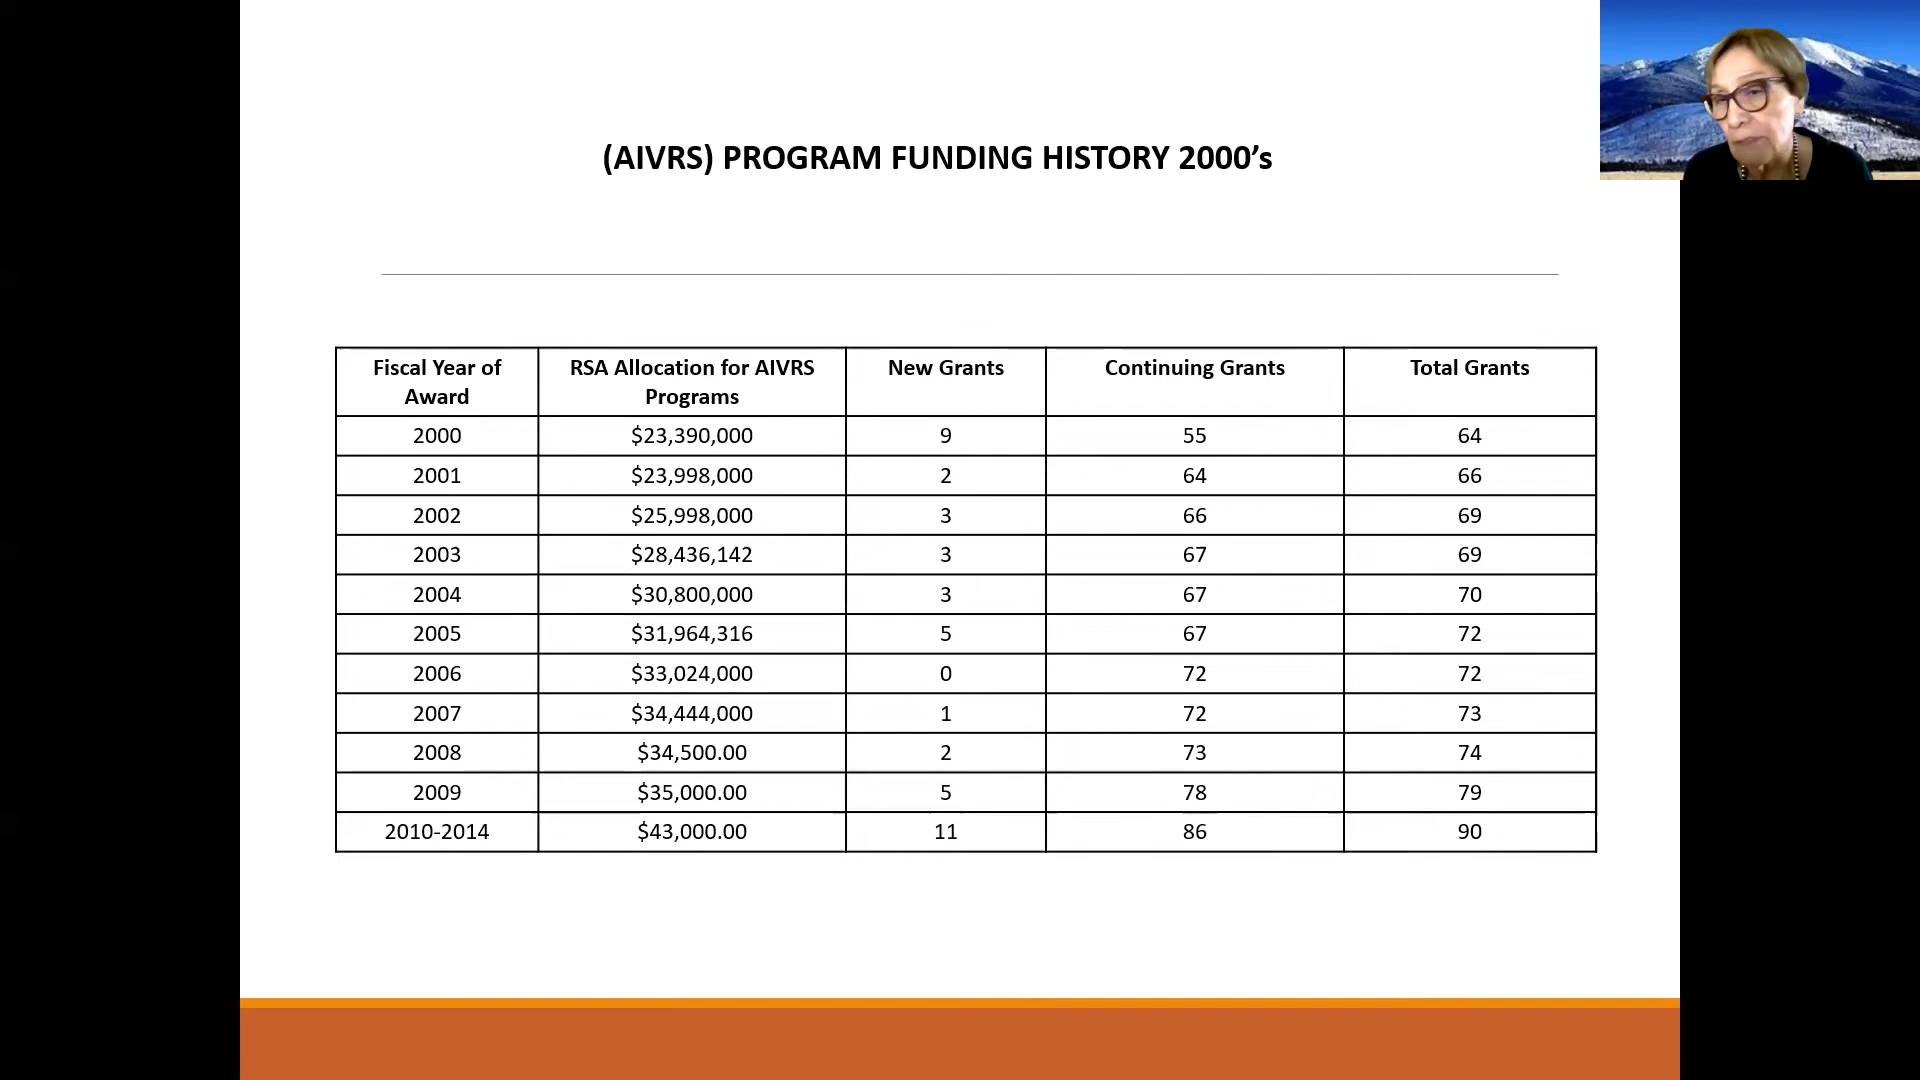 (AIVRS) PROGRAM FUNDING HISTORY 2000’s
Fiscal Year of Award RSA Allocation for AIVRS Programs New Grants Continuing Grants Total Grants
2000 $23,390,000 9 55 64
2001 $23,998,000 2 64 66
2002 $25,998,000 3 66 69
2003 $28,436,142 3 67 69
2004 $30,800,000 3 67 70
2005 $31,964,316 5 67 72
2006 $33,024,000 0 72 72
2007 $34,444,000 1 72 73
2008 $34,500.00 2 73 74
2009 $35,000.00 5 78 79
2010-2014 $43,000.00 11 86 90